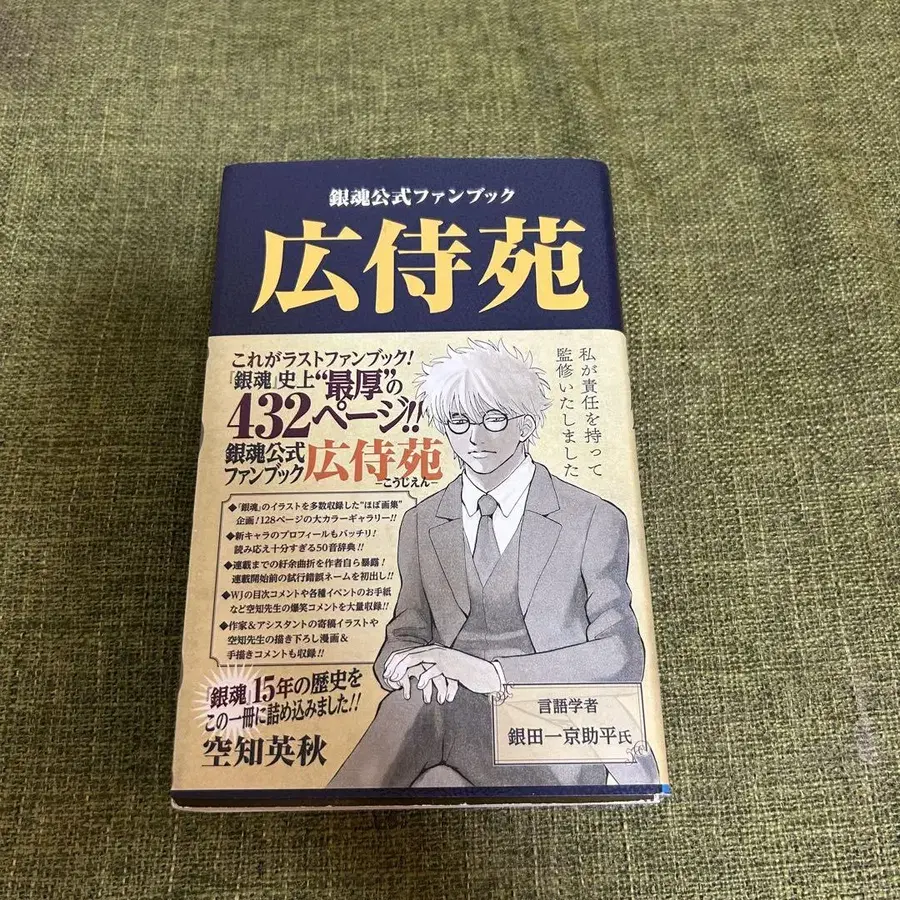 銀魂公式ファンブック
広侍苑
これがラストファンブック!
『銀魂』史上“最厚”の
432ページ!!
銀魂公式
ファンブック
広侍苑
-こうじえん-
私が責任を持って
監修いたしました
◆『銀魂』のイラストを多数収録した“ほぼ画集”
企画!128ページの大カラーギャラリー!!
◆新キャラのプロフィールもバッチリ!
読み応え十分すぎる50音辞典!!
◆連載までの紆余曲折を作者自ら暴露!
連載開始前の試行錯誤ネームを初出し!!
◆WJの目次コメントや各種イベントのお手紙
など空知先生の爆笑コメントを大量収録!!
◆作家&アシスタントの寄稿イラストや
空知先生の描き下ろし漫画&
手描きコメントも収録!!
『銀魂』15年の歴史を
この一冊に詰め込みました!!
空知英秋
言語学者
銀田一京助平氏